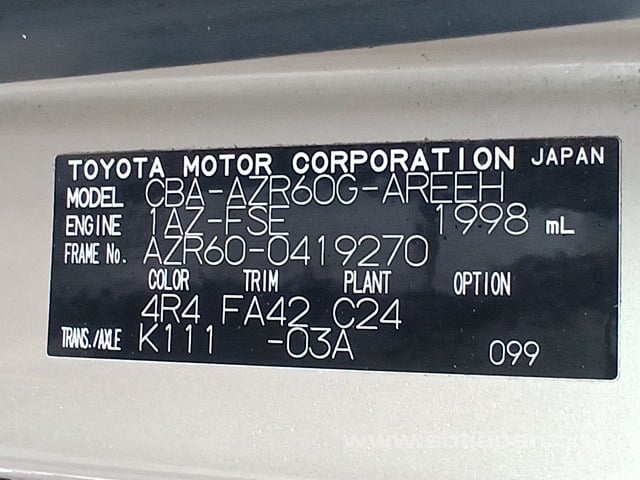 TOYOTA MOTOR CORPORATION JAPAN
MODEL CBA-AZR60G-AREEH
ENGINE 1AZ-FSE 1998 mL
FRAME No. AZR60-0419270
COLOR TRIM PLANT OPTION
4R4 FA42 C24
TRANS./AXLE K111 -03A 099